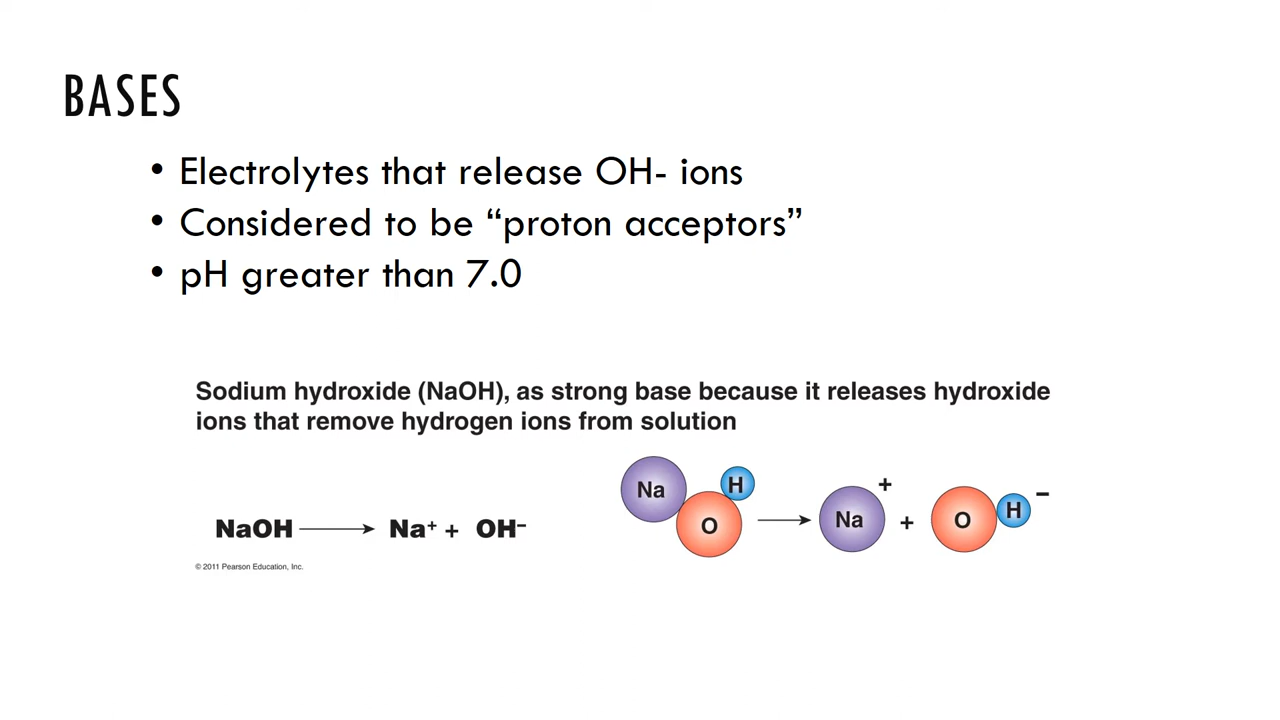 BASES
• Electrolytes that release OH- ions
• Considered to be “proton acceptors”
• pH greater than 7.0
Sodium hydroxide (NaOH), as strong base because it releases hydroxide
ions that remove hydrogen ions from solution
NaOH → Na⁺ + OH⁻
Na O H → Na + + O H −
© 2011 Pearson Education, Inc.